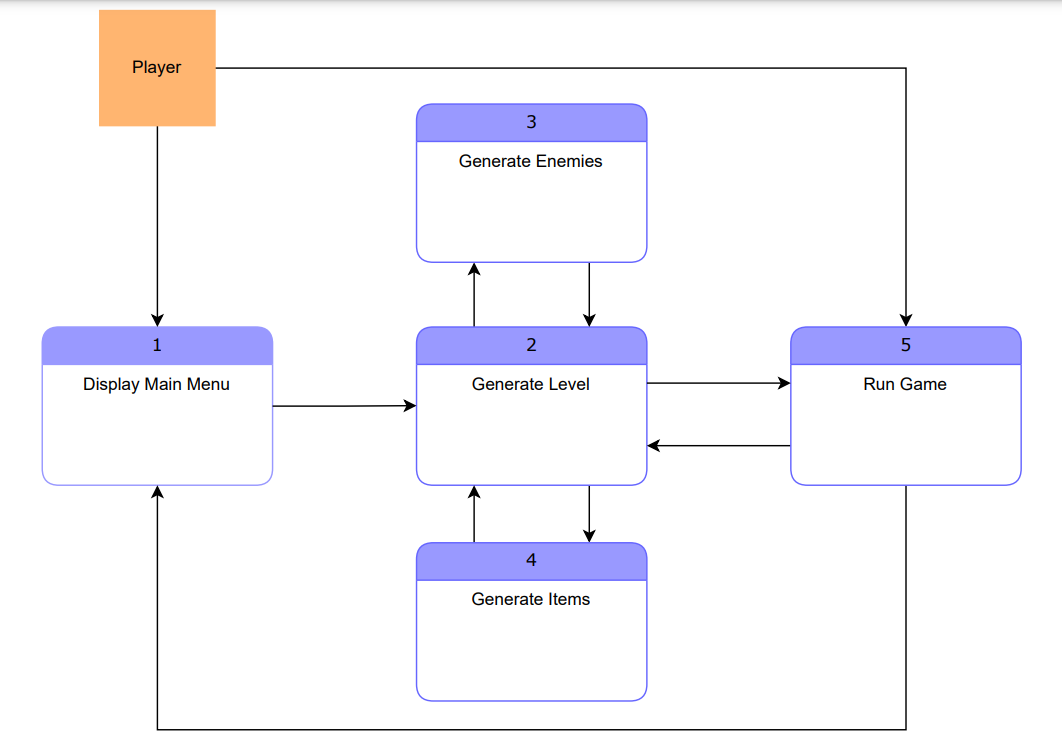 Player
3
Generate Enemies
1
Display Main Menu
2
Generate Level
5
Run Game
4
Generate Items